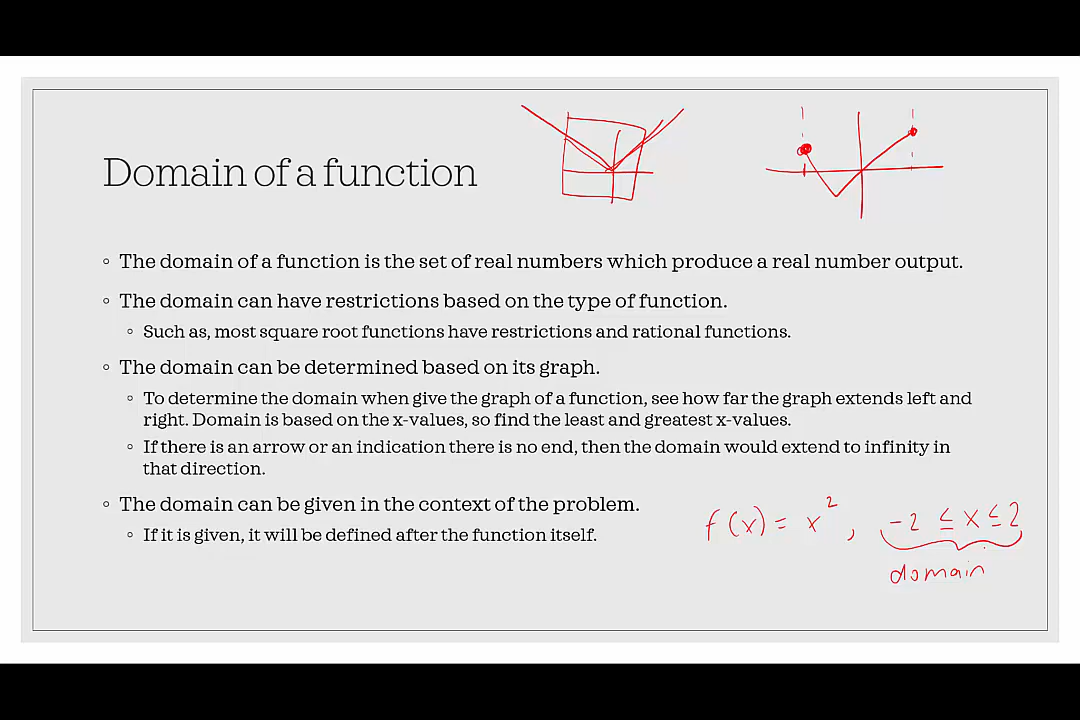 Domain of a function
◦ The domain of a function is the set of real numbers which produce a real number output.
◦ The domain can have restrictions based on the type of function.
◦ Such as, most square root functions have restrictions and rational functions.
◦ The domain can be determined based on its graph.
◦ To determine the domain when give the graph of a function, see how far the graph extends left and
right. Domain is based on the x-values, so find the least and greatest x-values.
◦ If there is an arrow or an indication there is no end, then the domain would extend to infinity in
that direction.
◦ The domain can be given in the context of the problem.
◦ If it is given, it will be defined after the function itself.
f(x) = x², -2 ≤ x ≤ 2
domain